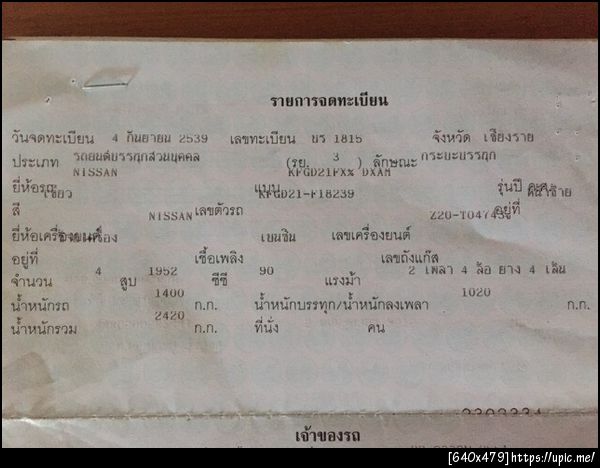 รายการจดทะเบียน
วันจดทะเบียน 4 กันยายน 2539 เลขทะเบียน บร 1815 จังหวัด เชียงราย
ประเภท รถยนต์บรรทุกส่วนบุคคล (รย. 3 ) ลักษณะ กระบะบรรทุก
NISSAN KFGD21FX% DXAM
ยี่ห้อรถ แบบ รุ่นปี ค.ศ.
เขียว KFGD21-F18239 หน้าซ้าย
สี เลขตัวรถ อยู่ที่
NISSAN
ยี่ห้อเครื่องยนต์ เบนซิน เลขเครื่องยนต์
อยู่ที่ เชื้อเพลิง เลขถังแก๊ส
4 1952 90 2 เพลา 4 ล้อ ยาง 4 เส้น
จำนวน สูบ ซีซี แรงม้า
1400 1020
น้ำหนักรถ ก.ก. น้ำหนักบรรทุก/น้ำหนักลงเพลา ก.ก.
2420
น้ำหนักรวม ก.ก. ที่นั่ง คน
เจ้าของรถ
[640x479]https://upic.me/